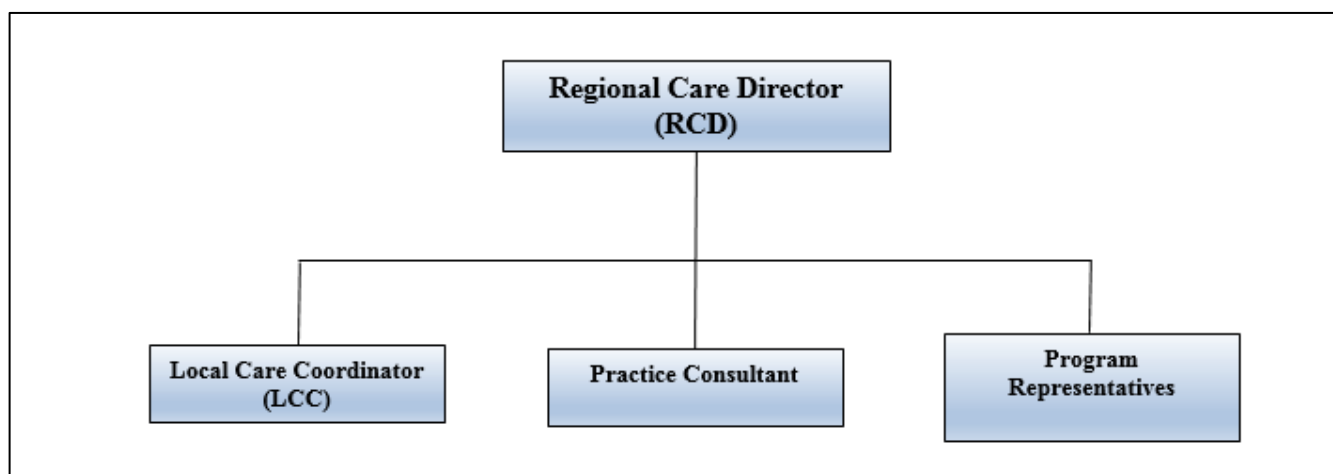 Regional Care Director
(RCD)
Local Care Coordinator
(LCC)
Practice Consultant
Program
Representatives